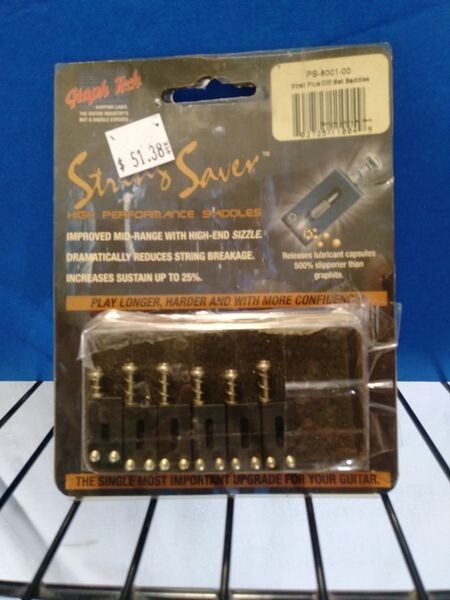 Graph Tech
GUITAR LABS
THE GUITAR INDUSTRY'S
NUT & SADDLE EXPERTS
PS-8001-00
$ 51.38
String Saver™
HIGH PERFORMANCE SADDLES
IMPROVED MID-RANGE WITH HIGH-END SIZZLE.
DRAMATICALLY REDUCES STRING BREAKAGE.
INCREASES SUSTAIN UP TO 25%.
Releases lubricant capsules
500% slipperier than
graphite.
PLAY LONGER, HARDER AND WITH MORE CONFIDENCE
THE SINGLE MOST IMPORTANT UPGRADE FOR YOUR GUITAR.